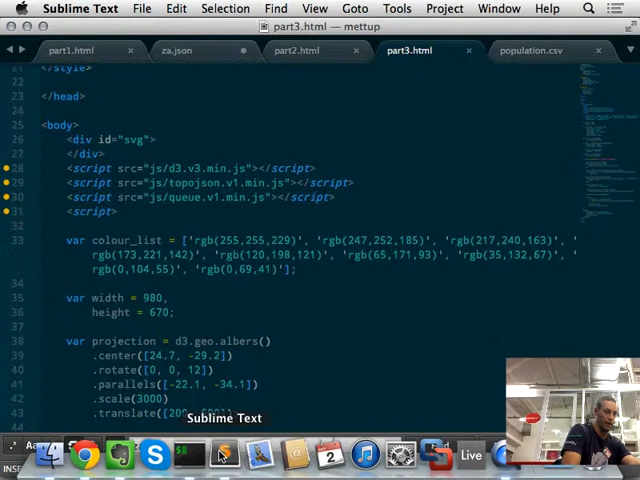 Sublime Text File Edit Selection Find View Goto Tools Project Window Help
part3.html — mettup
part1.html za.json part2.html part3.html population.csv
21 </style>
22
23 </head>
24
25 <body>
26 <div id="svg">
27 </div>
28 <script src="js/d3.v3.min.js"></script>
29 <script src="js/topojson.v1.min.js"></script>
30 <script src="js/queue.v1.min.js"></script>
31 <script>
32
33 var colour_list = ['rgb(255,255,229)', 'rgb(247,252,185)', 'rgb(217,240,163)', '
rgb(173,221,142)', 'rgb(120,198,121)', 'rgb(65,171,93)', 'rgb(35,132,67)', '
rgb(0,104,55)', 'rgb(0,69,41)'];
34
35 var width = 980,
36 height = 670;
37
38 var projection = d3.geo.albers()
39 .center([24.7, -29.2])
40 .rotate([0, 0, 12])
41 .parallels([-22.1, -34.1])
42 .scale(3000)
43 .translate([200
Sublime Text
2
Live